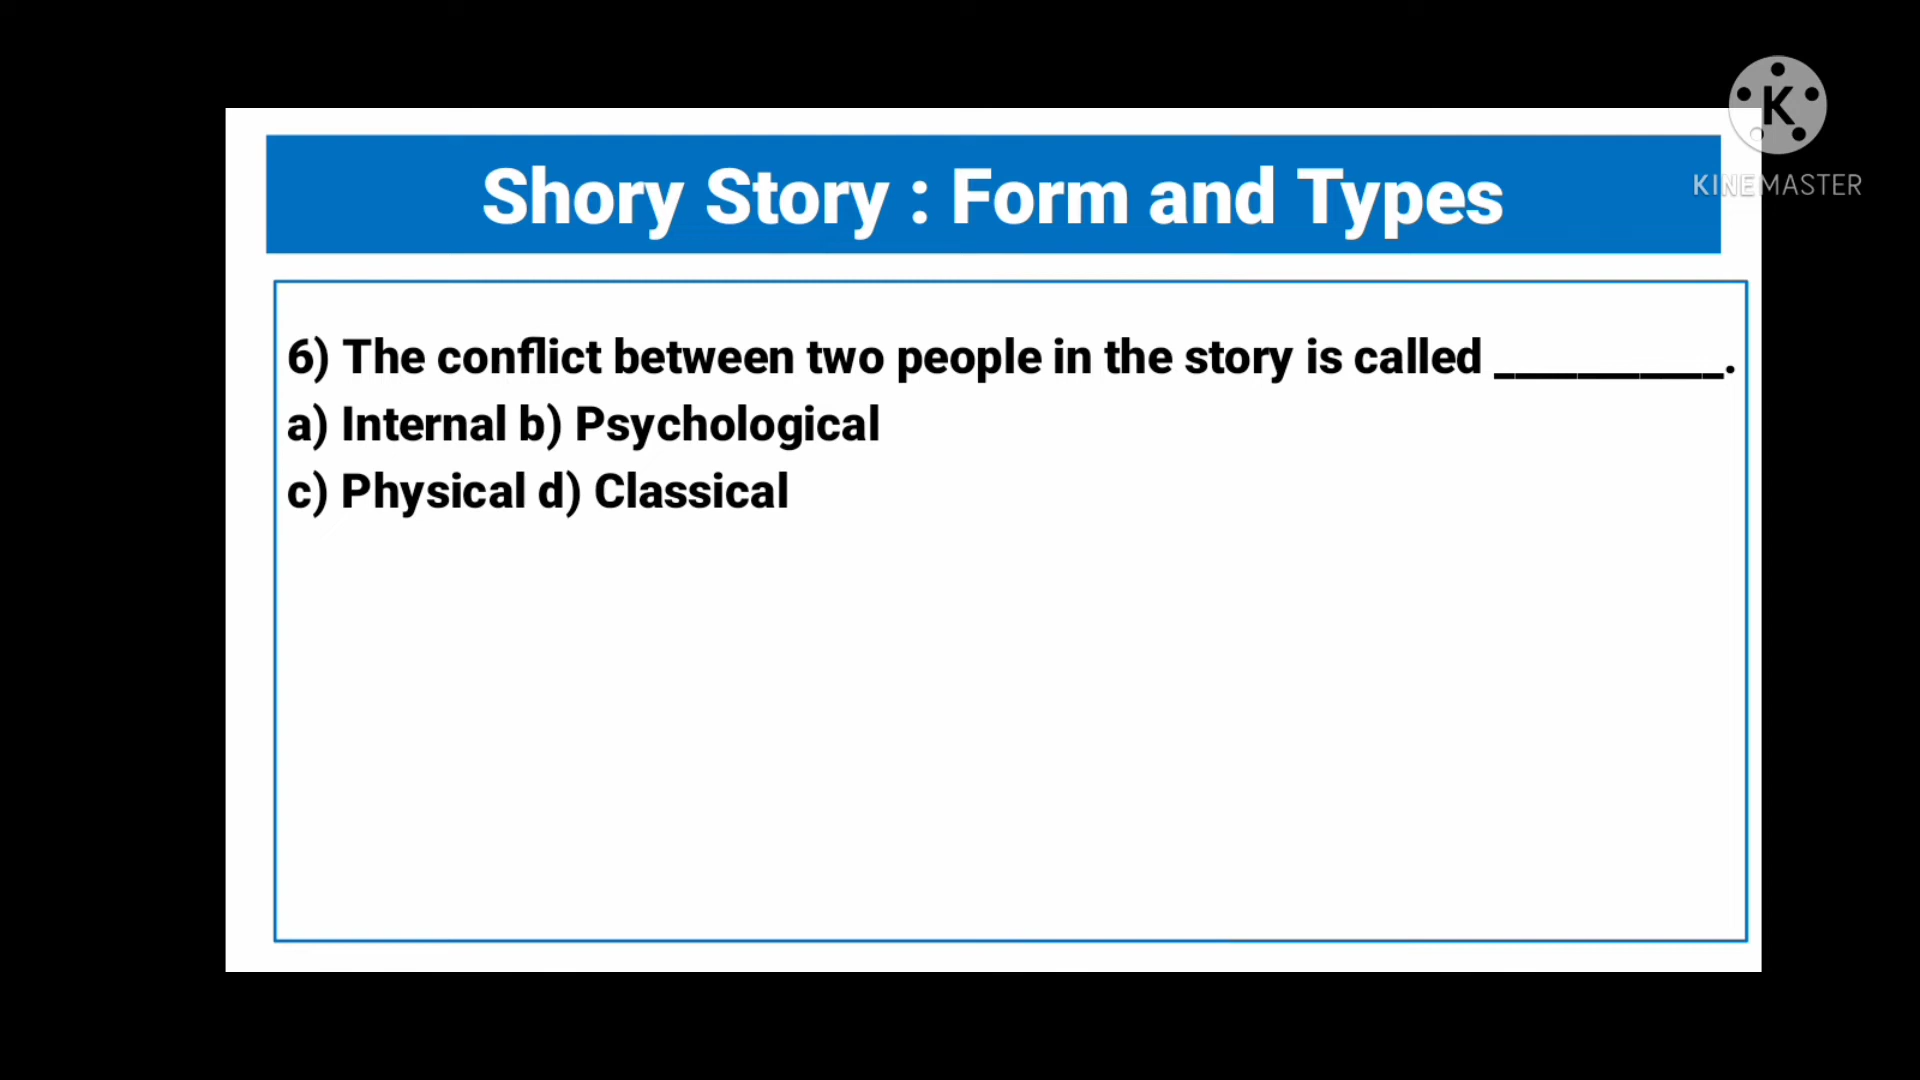 K
KINEMASTER
Shory Story : Form and Types
6) The conflict between two people in the story is called ___________.
a) Internal b) Psychological
c) Physical d) Classical